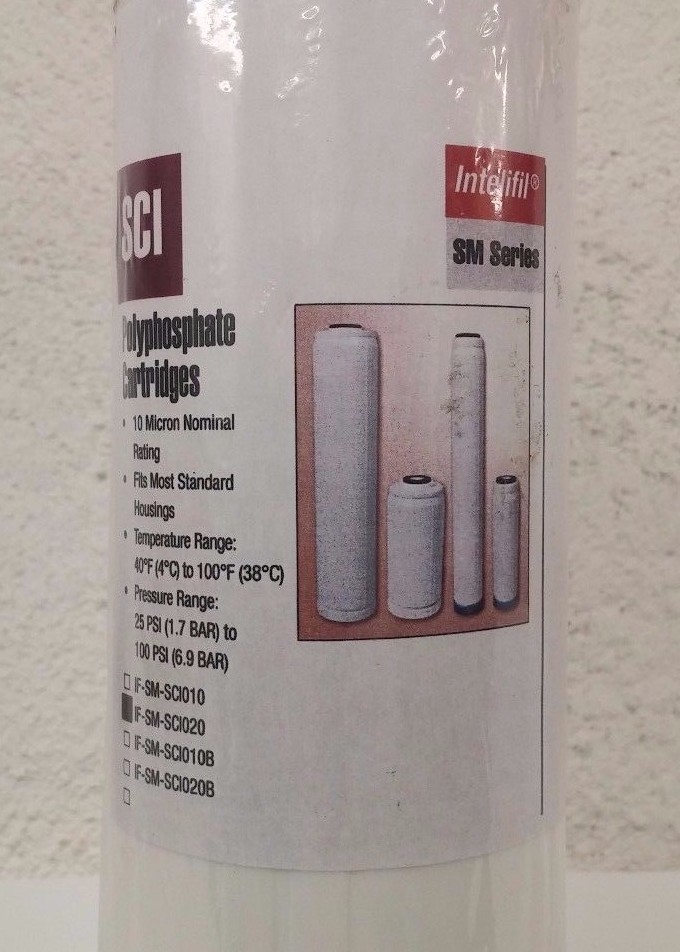 SCI
Intelifil®
SM Series
Polyphosphate
Cartridges
• 10 Micron Nominal
Rating
• Fits Most Standard
Housings
• Temperature Range:
40°F (4°C) to 100°F (38°C)
• Pressure Range:
25 PSI (1.7 BAR) to
100 PSI (6.9 BAR)
☐ IF-SM-SCI010
■ IF-SM-SCI020
☐ IF-SM-SCI010B
☐ IF-SM-SCI020B
☐